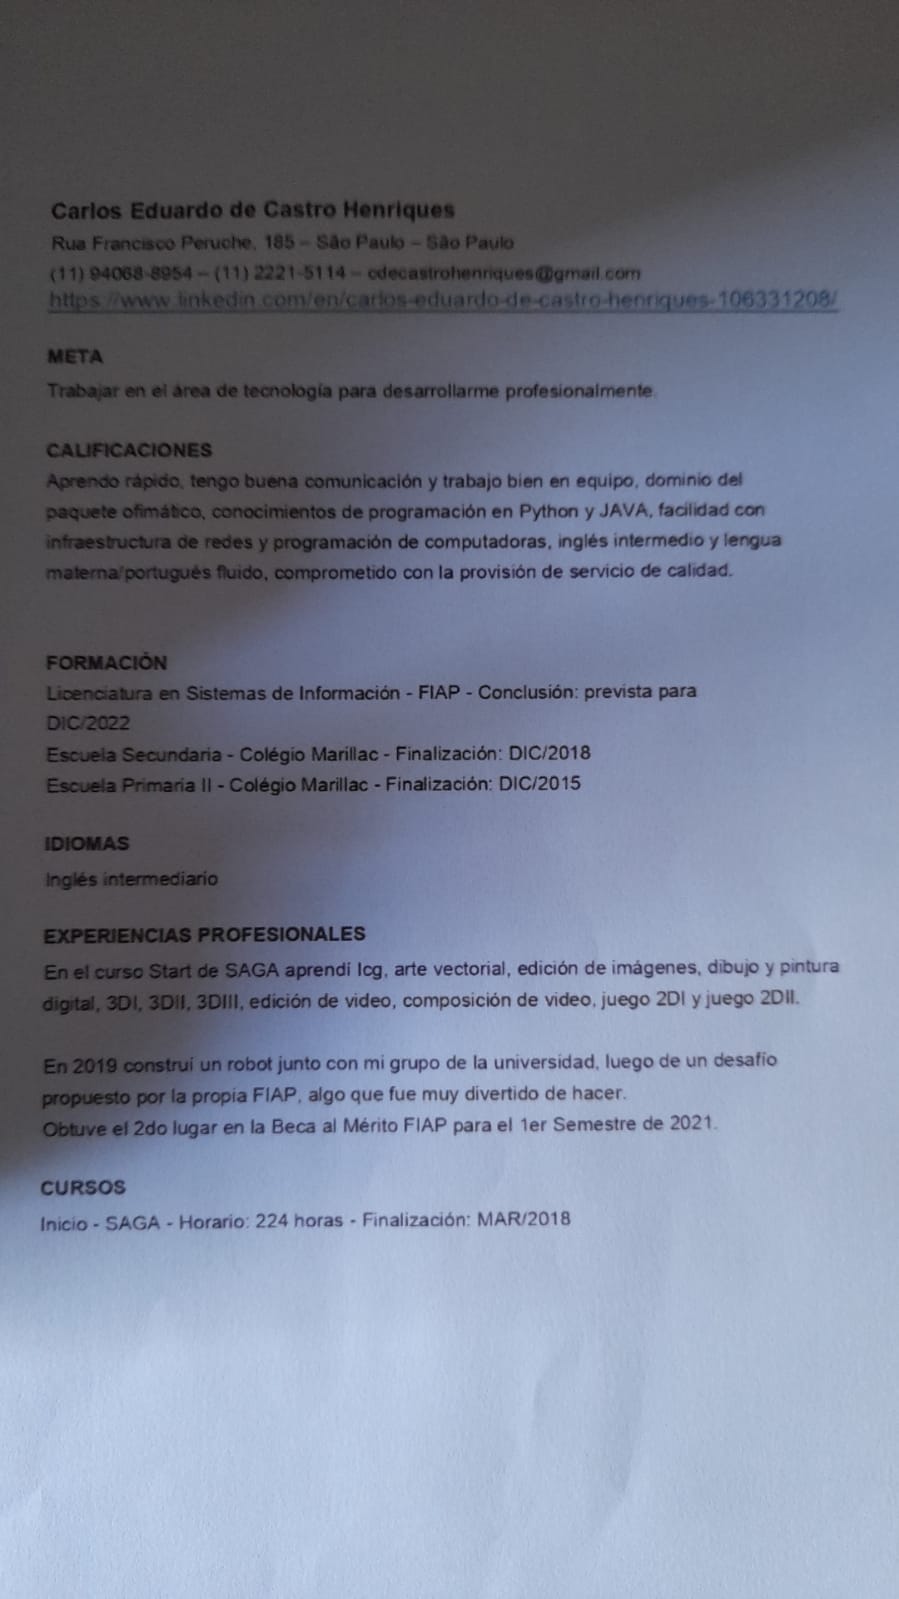 Carlos Eduardo de Castro Henriques
Rua Francisco Peruche, 185 – São Paulo – São Paulo
(11) 94068-8954 – (11) 2221-5114 – cdecastrohenriques@gmail.com
https://www.linkedin.com/en/carlos-eduardo-de-castro-henriques-106331208/
META
Trabajar en el área de tecnología para desarrollarme profesionalmente.
CALIFICACIONES
Aprendo rápido, tengo buena comunicación y trabajo bien en equipo, dominio del
paquete ofimático, conocimientos de programación en Python y JAVA, facilidad con
infraestructura de redes y programación de computadoras, inglés intermedio y lengua
materna/portugués fluido, comprometido con la provisión de servicio de calidad.
FORMACIÓN
Licenciatura en Sistemas de Información - FIAP - Conclusión: prevista para
DIC/2022
Escuela Secundaria - Colégio Marillac - Finalización: DIC/2018
Escuela Primaria II - Colégio Marillac - Finalización: DIC/2015
IDIOMAS
Inglés intermediario
EXPERIENCIAS PROFESIONALES
En el curso Start de SAGA aprendí Icg, arte vectorial, edición de imágenes, dibujo y pintura
digital, 3DI, 3DII, 3DIII, edición de video, composición de video, juego 2DI y juego 2DII.
En 2019 construí un robot junto con mi grupo de la universidad, luego de un desafío
propuesto por la propia FIAP, algo que fue muy divertido de hacer.
Obtuve el 2do lugar en la Beca al Mérito FIAP para el 1er Semestre de 2021.
CURSOS
Inicio - SAGA - Horario: 224 horas - Finalización: MAR/2018